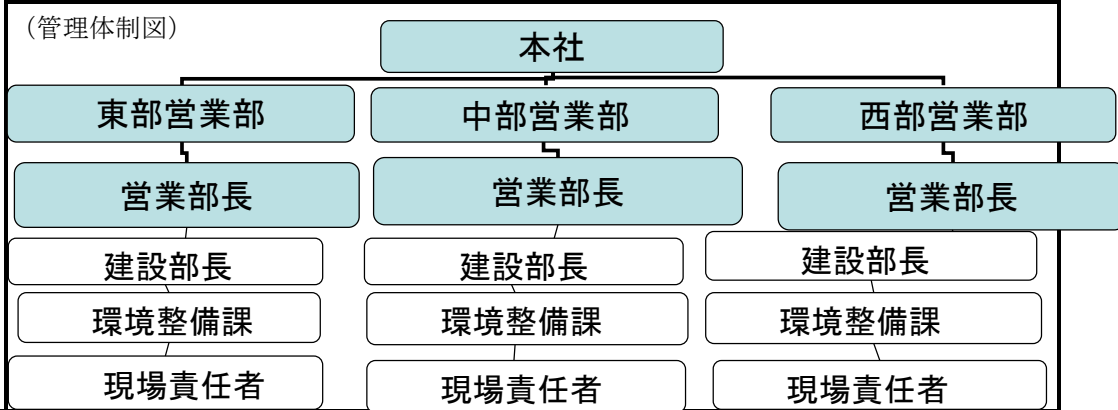 （管理体制図）
本社
東部営業部 中部営業部 西部営業部
営業部長 営業部長 営業部長
建設部長 建設部長 建設部長
環境整備課 環境整備課 環境整備課
現場責任者 現場責任者 現場責任者